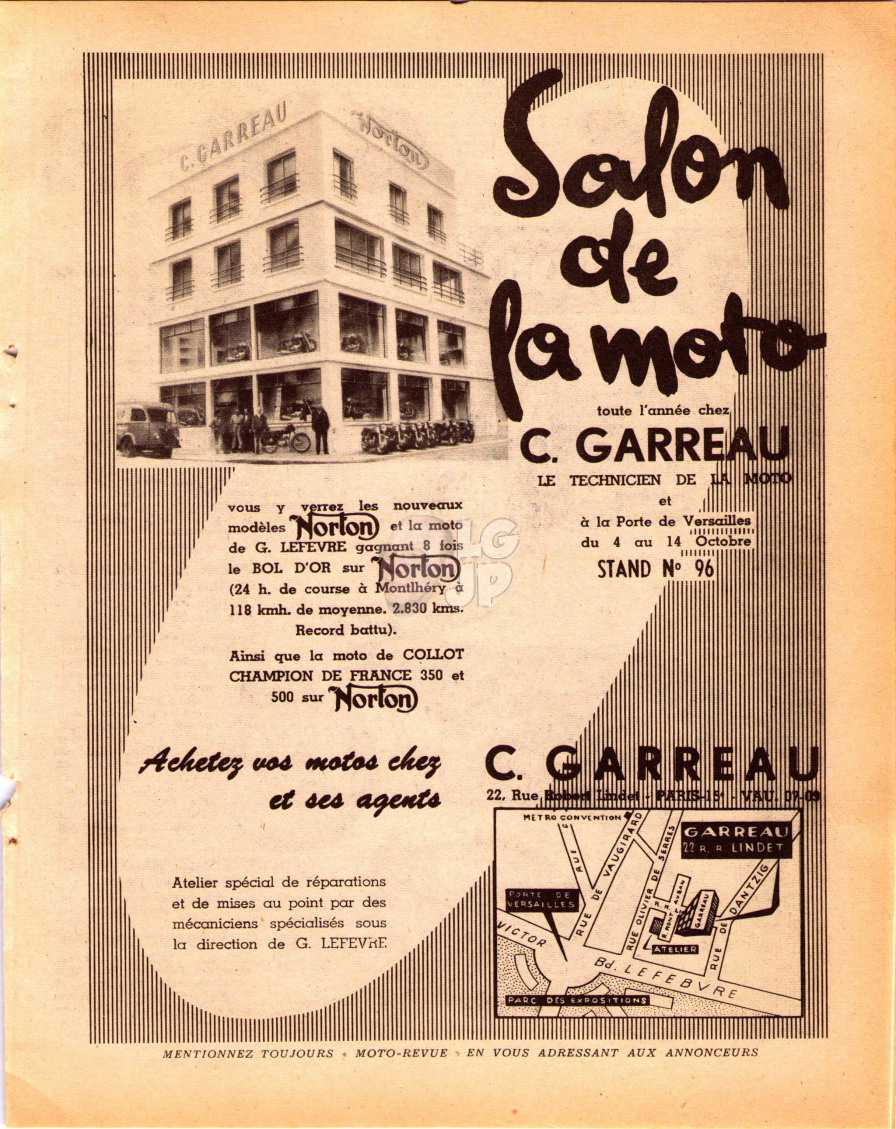 C. GARREAU
Norton
Salon
de
la moto
toute l'année chez
C. GARREAU
LE TECHNICIEN DE LA MOTO
et
à la Porte de Versailles
du 4 au 14 Octobre
STAND Nº 96
vous y verrez les nouveaux
modèles Norton et la moto
de G. LEFEVRE gagnant 8 fois
le BOL D'OR sur Norton
(24 h. de course à Montlhéry à
118 kmh. de moyenne. 2.830 kms.
Record battu).
Ainsi que la moto de COLLOT
CHAMPION DE FRANCE 350 et
500 sur Norton
Achetez vos motos chez
et ses agents
C. GARREAU
22, Rue Robert Lindet - PARIS-15e - VAU. 07-09
Atelier spécial de réparations
et de mises au point par des
mécaniciens spécialisés sous
la direction de G. LEFEVRE
METRO CONVENTION
GARREAU
22 R. R. LINDET
RUE DE VAUGIRARD
RUE OLIVIER DE SERRES
RUE
PORTE DE
VERSAILLES
GARREAU
ATELIER
RUE DE DANTZIG
VICTOR
Bd. LEFEBVRE
PARC DES EXPOSITIONS
MENTIONNEZ TOUJOURS « MOTO-REVUE » EN VOUS ADRESSANT AUX ANNONCEURS